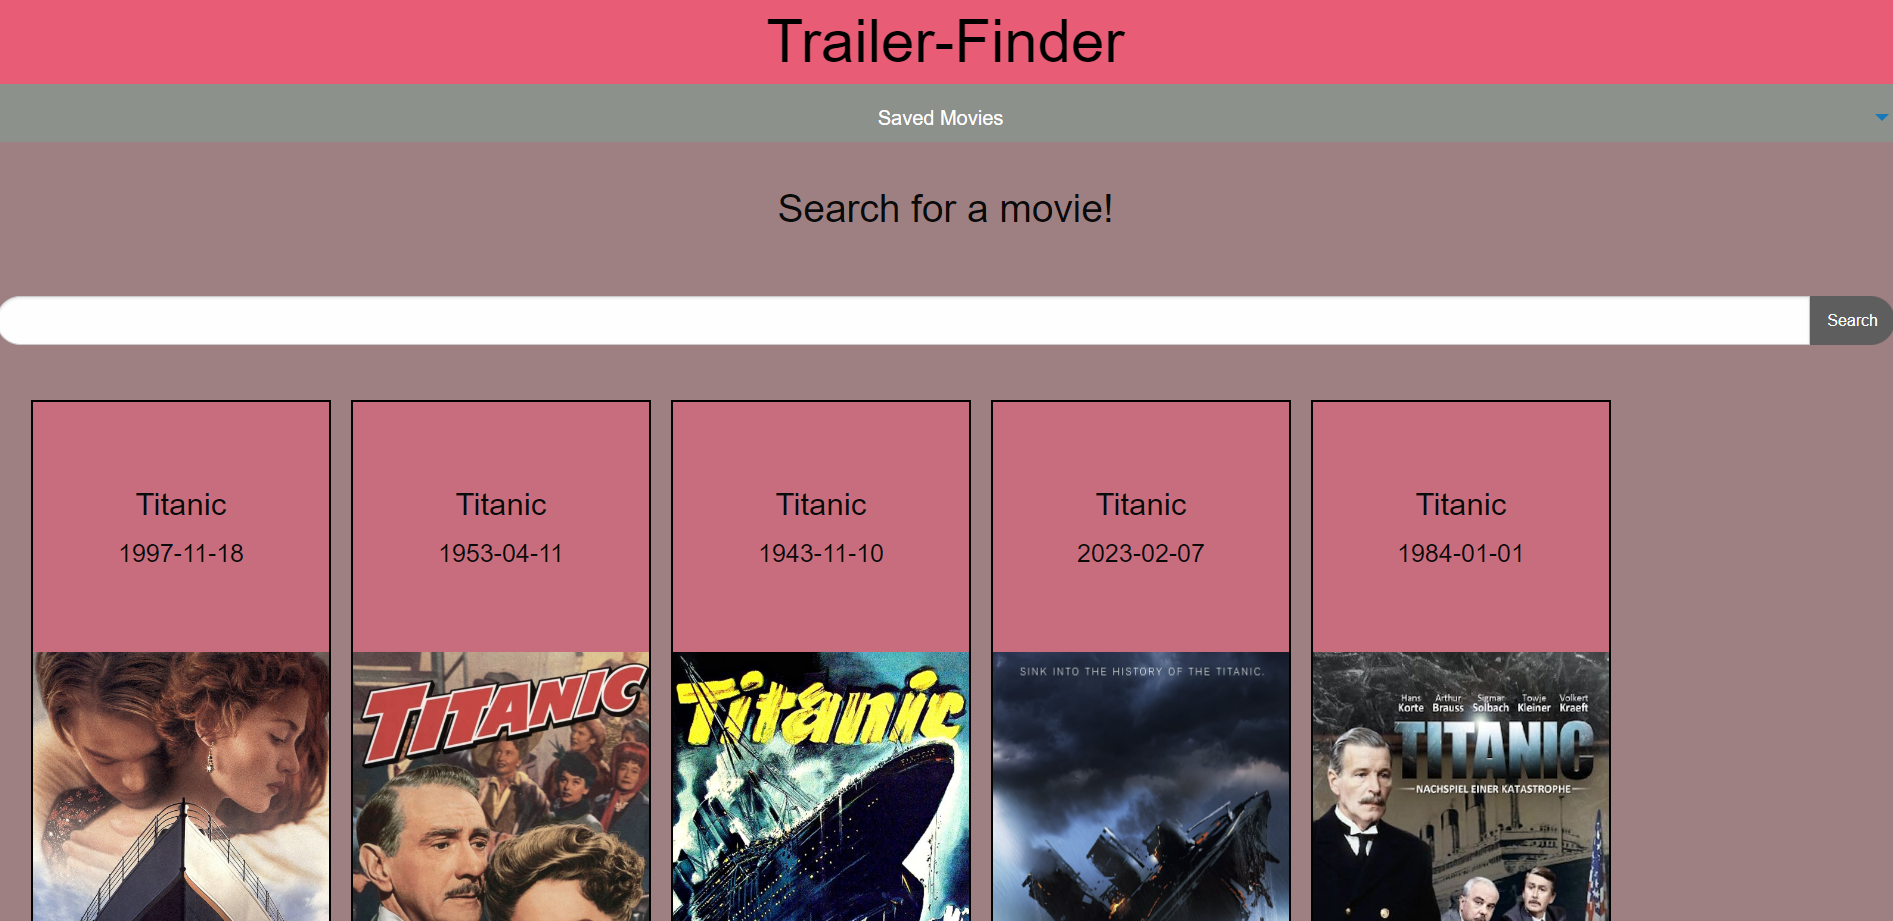 Trailer-Finder
Saved Movies
Search for a movie!
Search
Titanic
1997-11-18
Titanic
1953-04-11
Titanic
1943-11-10
Titanic
2023-02-07
Titanic
1984-01-01
TITANIC
Titanic
SINK INTO THE HISTORY OF THE TITANIC.
Hans Arthur Sigmar Towje Volkert
Korte Brauss Solbach Kleiner Kraeft
TITANIC
NACHSPIEL EINER KATASTROPHE